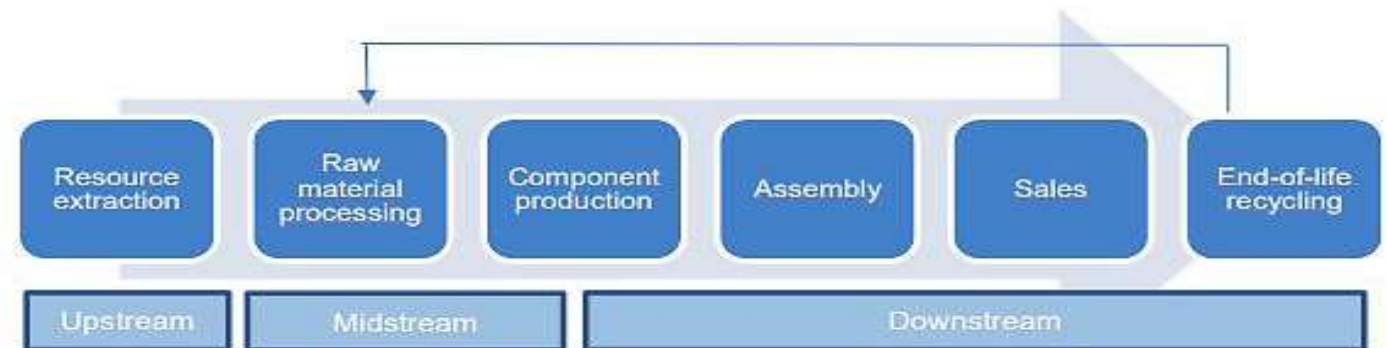 Resource
extraction
Raw
material
processing
Component
production
Assembly
Sales
End-of-life
recycling
Upstream
Midstream
Downstream